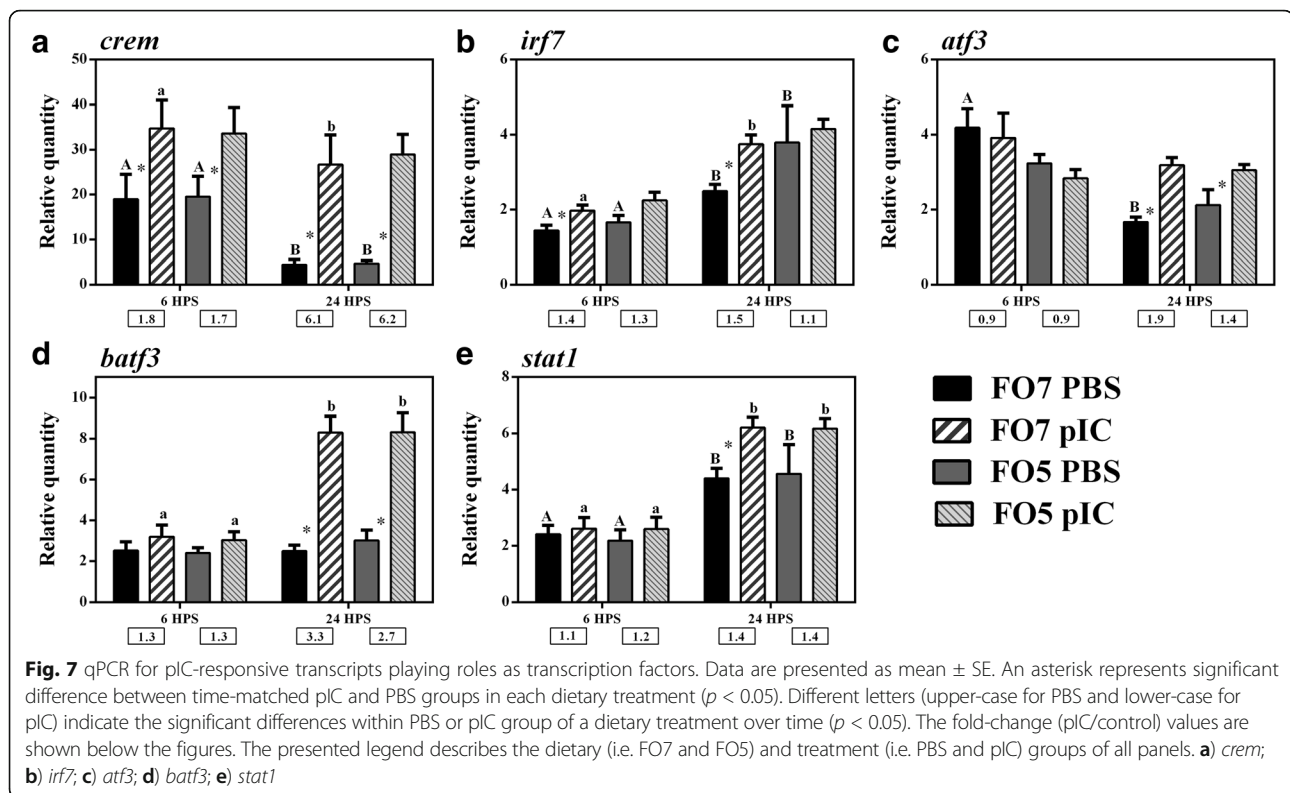 a crem
Relative quantity
50
40
30
20
10
0
A * a A *
B * b B *
6 HPS 24 HPS
1.8 1.7 6.1 6.2
b irf7
Relative quantity
6
4
2
0
A * a A
B * b B
6 HPS 24 HPS
1.4 1.3 1.5 1.1
c atf3
Relative quantity
6
4
2
0
A
B * *
6 HPS 24 HPS
0.9 0.9 1.9 1.4
d batf3
Relative quantity
10
8
6
4
2
0
a a
* b * b
6 HPS 24 HPS
1.3 1.3 3.3 2.7
e stat1
Relative quantity
8
6
4
2
0
A a A a
B * b B b
6 HPS 24 HPS
1.1 1.2 1.4 1.4
FO7 PBS
FO7 pIC
FO5 PBS
FO5 pIC
Fig. 7 qPCR for pIC-responsive transcripts playing roles as transcription factors. Data are presented as mean ± SE. An asterisk represents significant
difference between time-matched pIC and PBS groups in each dietary treatment (p < 0.05). Different letters (upper-case for PBS and lower-case for
pIC) indicate the significant differences within PBS or pIC group of a dietary treatment over time (p < 0.05). The fold-change (pIC/control) values are
shown below the figures. The presented legend describes the dietary (i.e. FO7 and FO5) and treatment (i.e. PBS and pIC) groups of all panels. a) crem;
b) irf7; c) atf3; d) batf3; e) stat1